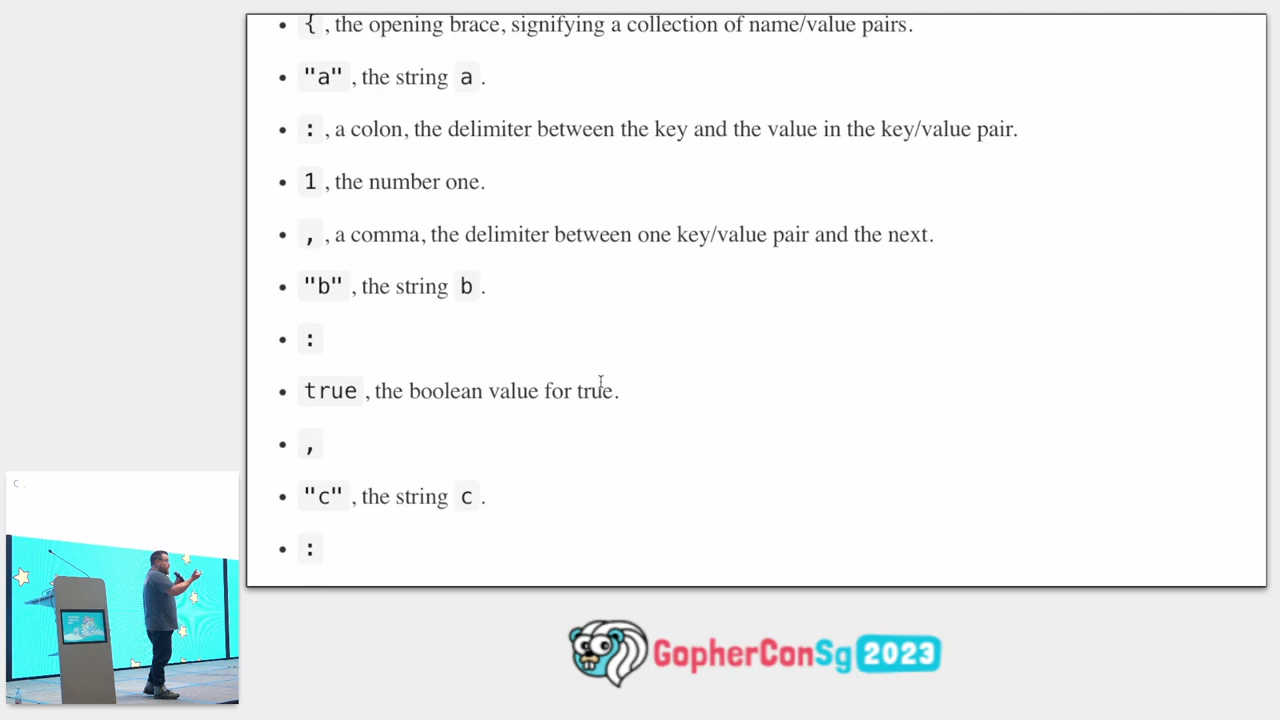 • { , the opening brace, signifying a collection of name/value pairs.
• "a" , the string a .
• : , a colon, the delimiter between the key and the value in the key/value pair.
• 1 , the number one.
• , , a comma, the delimiter between one key/value pair and the next.
• "b" , the string b .
• :
• true , the boolean value for true.
• ,
• "c" , the string c .
• :
GopherConSg 2023